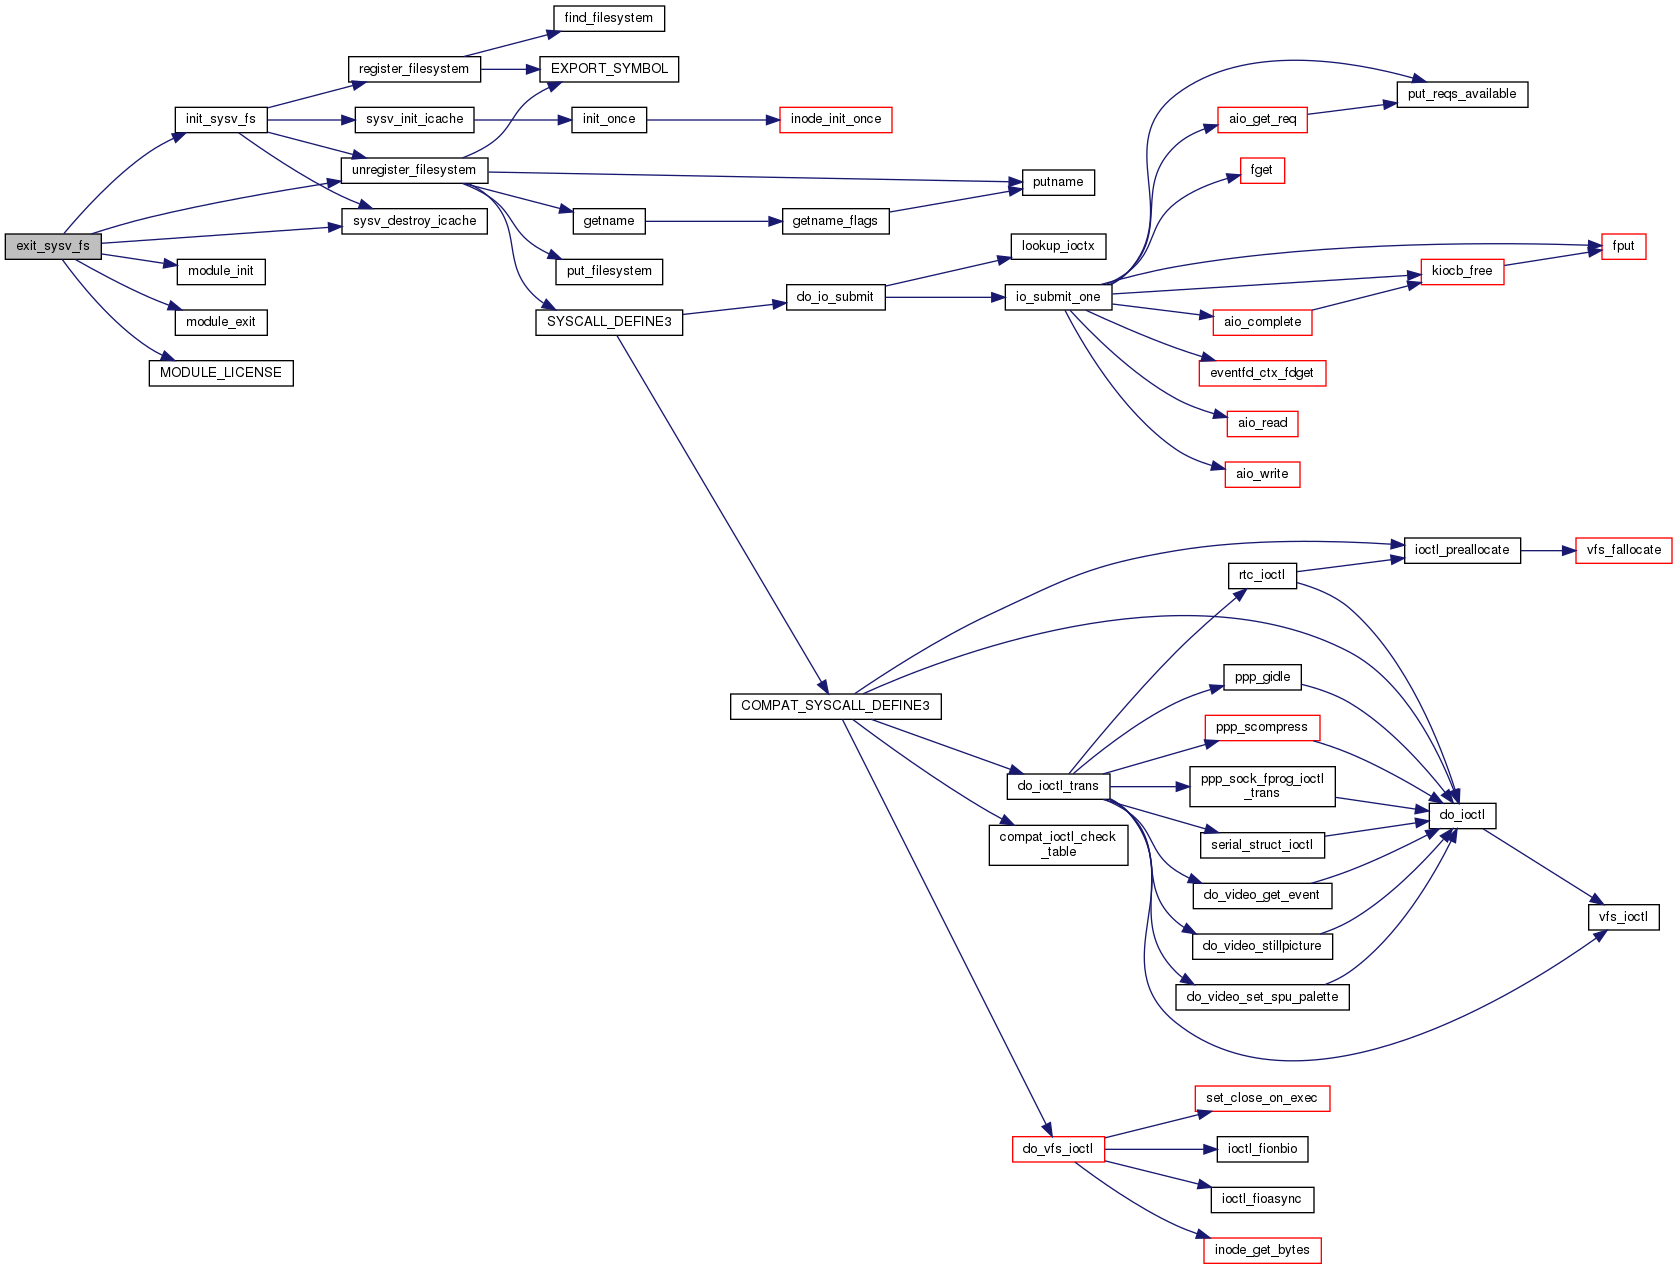 find_filesystem
register_filesystem
EXPORT_SYMBOL
put_reqs_available
init_sysv_fs
sysv_init_icache
init_once
inode_init_once
aio_get_req
unregister_filesystem
fget
putname
sysv_destroy_icache
getname
getname_flags
exit_sysv_fs
lookup_ioctx
fput
module_init
put_filesystem
kiocb_free
do_io_submit
io_submit_one
module_exit
SYSCALL_DEFINE3
aio_complete
MODULE_LICENSE
eventfd_ctx_fdget
aio_read
aio_write
ioctl_preallocate
vfs_fallocate
rtc_ioctl
ppp_gidle
COMPAT_SYSCALL_DEFINE3
ppp_scompress
do_ioctl_trans
ppp_sock_fprog_ioctl
_trans
do_ioctl
compat_ioctl_check
_table
serial_struct_ioctl
do_video_get_event
vfs_ioctl
do_video_stillpicture
do_video_set_spu_palette
set_close_on_exec
do_vfs_ioctl
ioctl_fionbio
ioctl_fioasync
inode_get_bytes